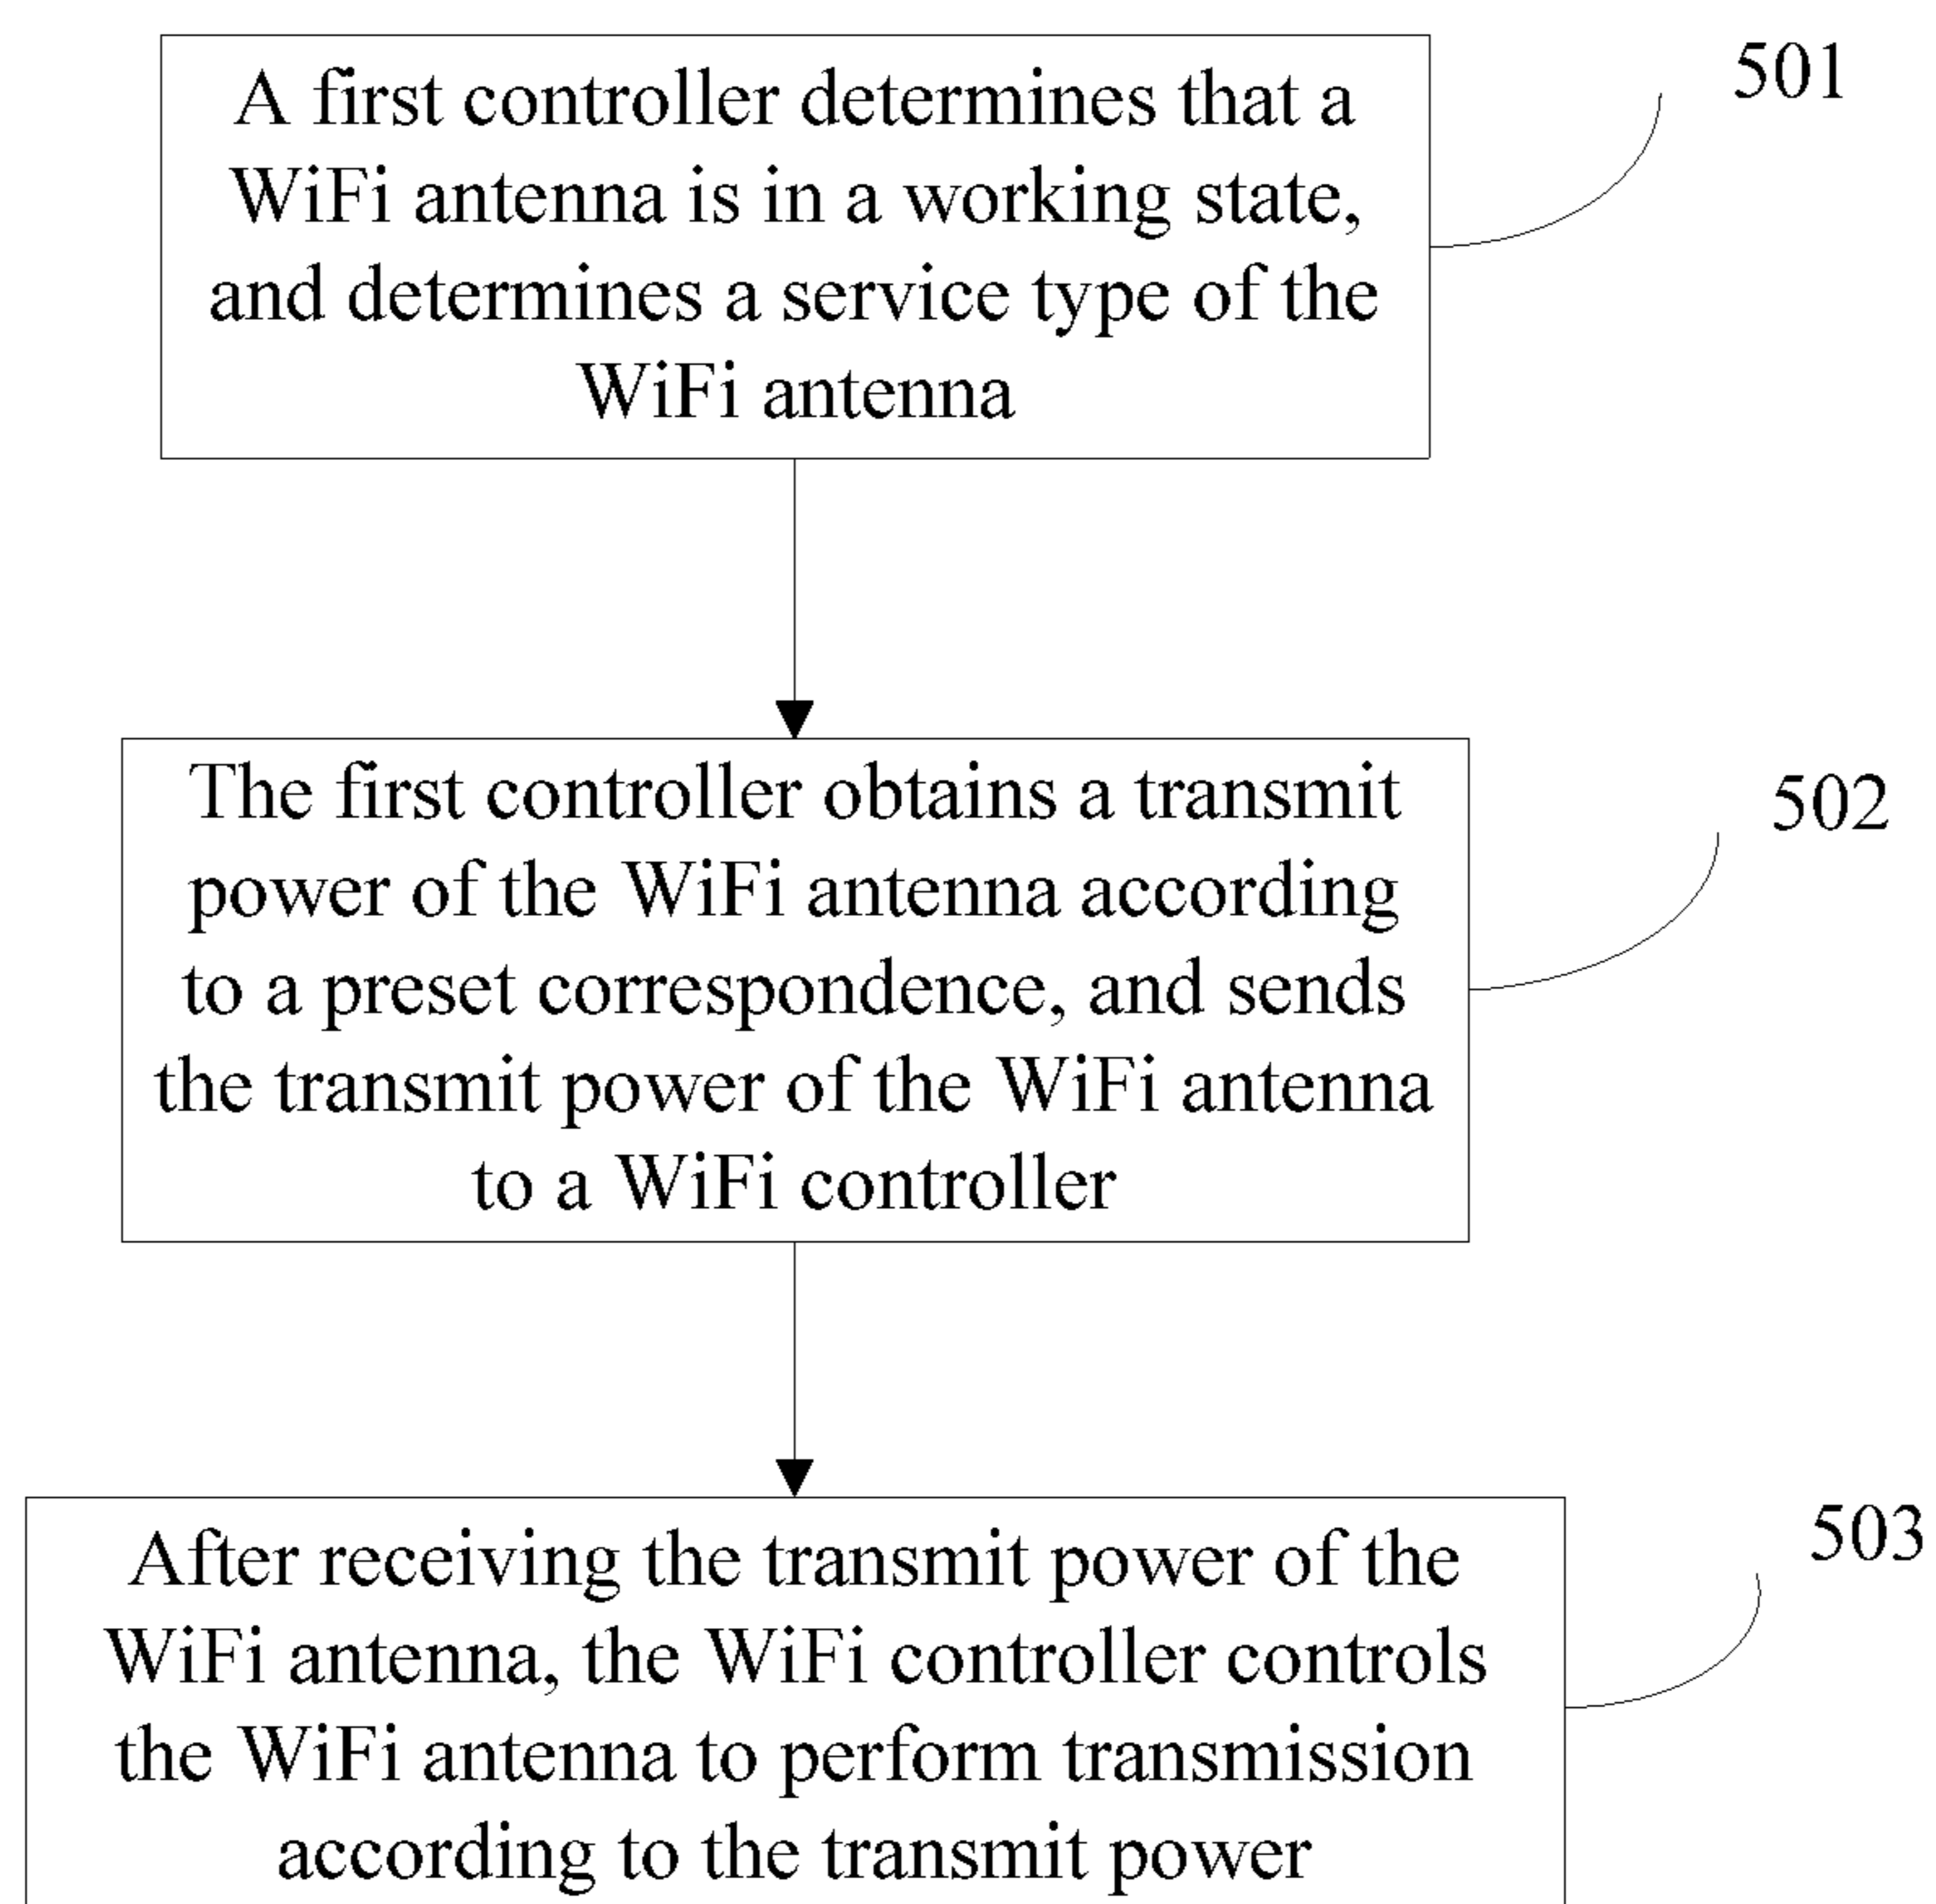 A first controller determines that a
WiFi antenna is in a working state,
and determines a service type of the
WiFi antenna
501
The first controller obtains a transmit
power of the WiFi antenna according
to a preset correspondence, and sends
the transmit power of the WiFi antenna
to a WiFi controller
502
After receiving the transmit power of the
WiFi antenna, the WiFi controller controls
the WiFi antenna to perform transmission
according to the transmit power
503